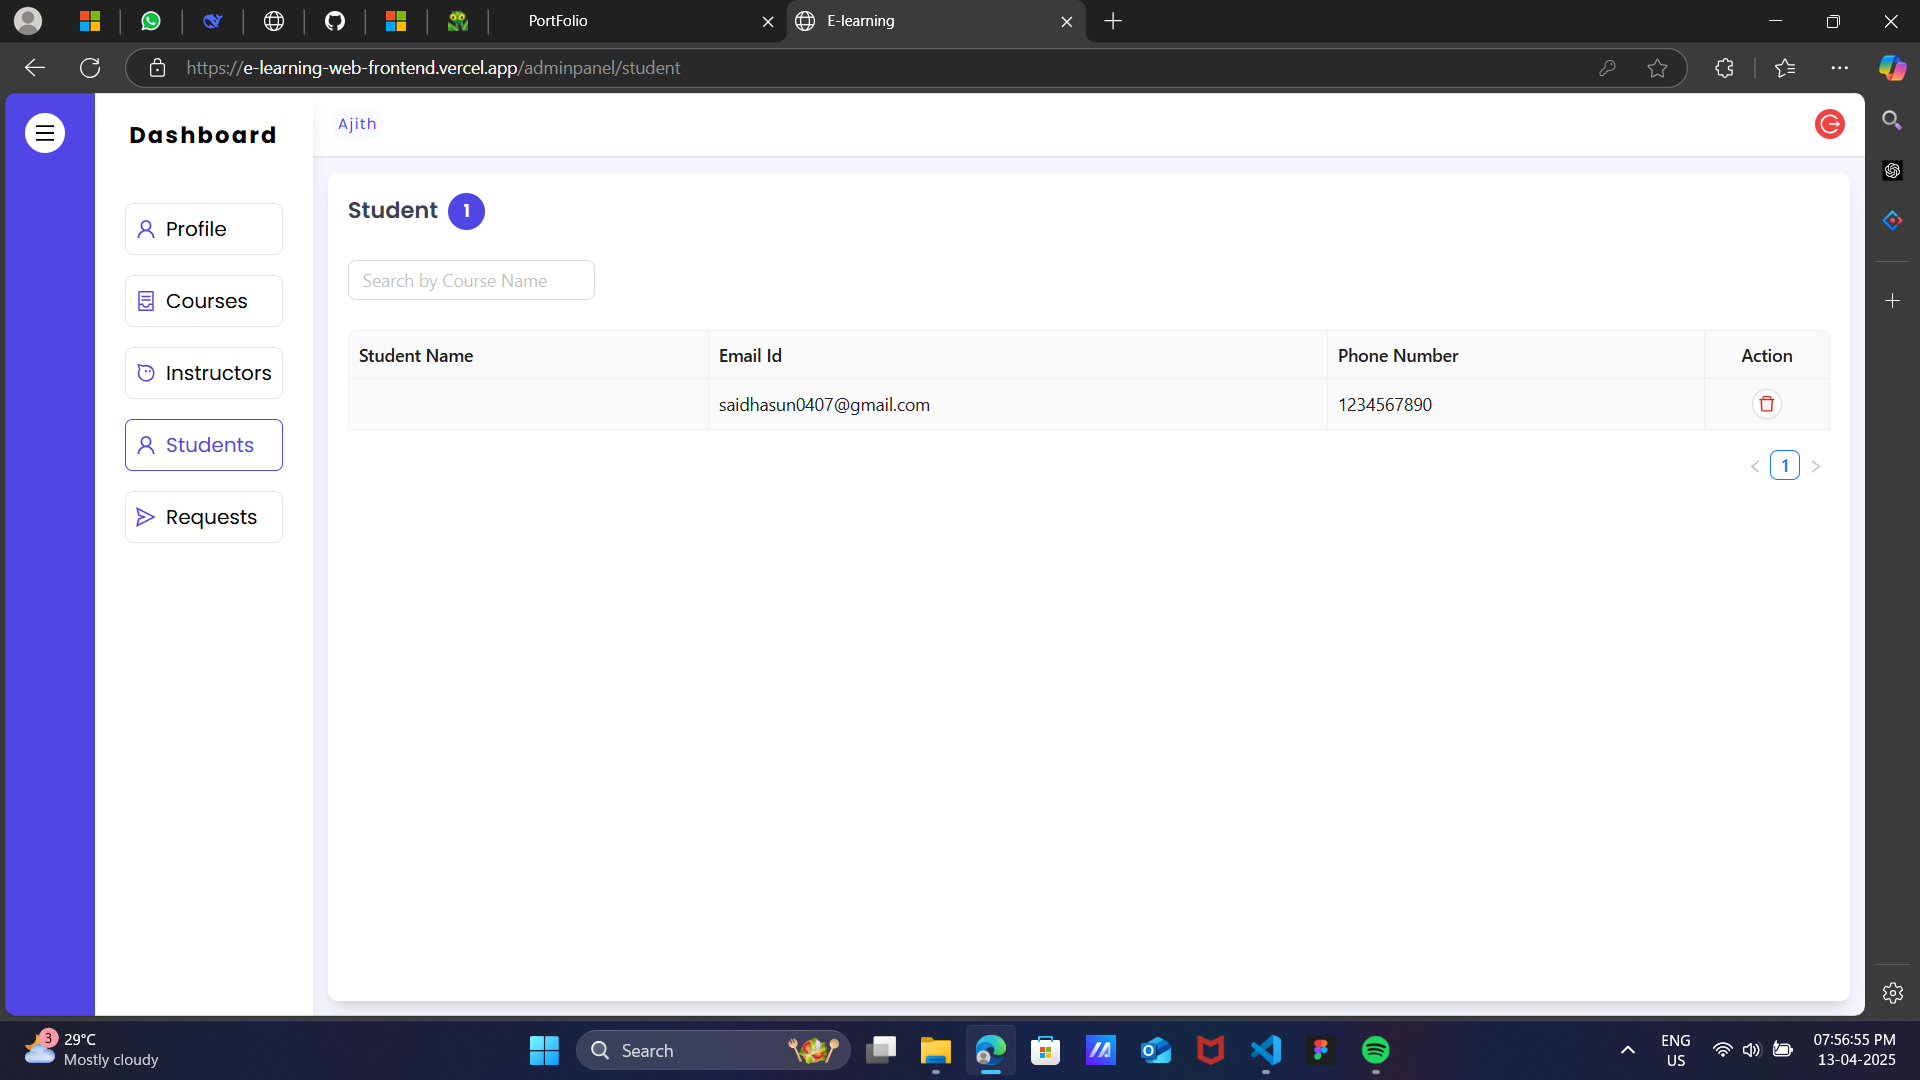 PortFolio
E-learning
https://e-learning-web-frontend.vercel.app/adminpanel/student
Dashboard
Ajith
Profile
Courses
Instructors
Students
Requests
Student 1
Search by Course Name
Student Name Email Id Phone Number Action
saidhasun0407@gmail.com 1234567890
1
3
29°C
Mostly cloudy
Search
ENG
US
07:56:55 PM
13-04-2025